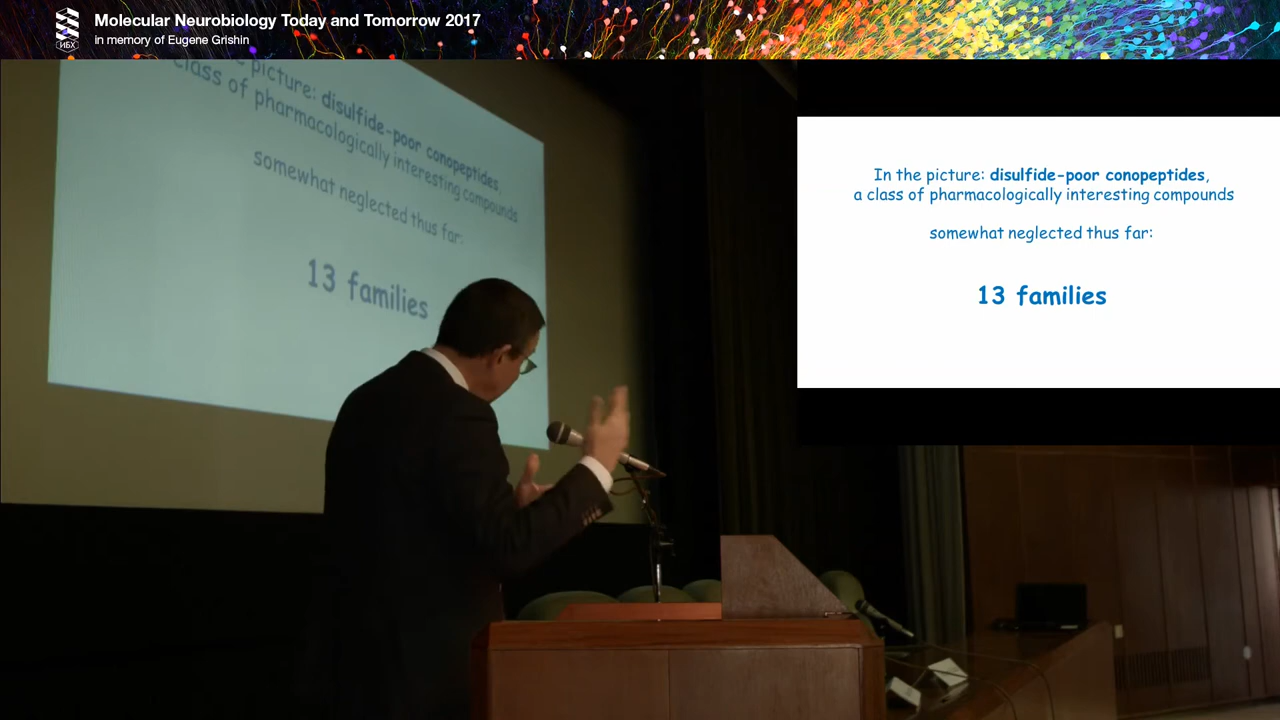 Molecular Neurobiology Today and Tomorrow 2017
in memory of Eugene Grishin
ИБХ
e picture: disulfide-poor conopeptides,
class of pharmacologically interesting compounds
somewhat neglected thus far:
13 families
In the picture: disulfide-poor conopeptides,
a class of pharmacologically interesting compounds
somewhat neglected thus far:
13 families